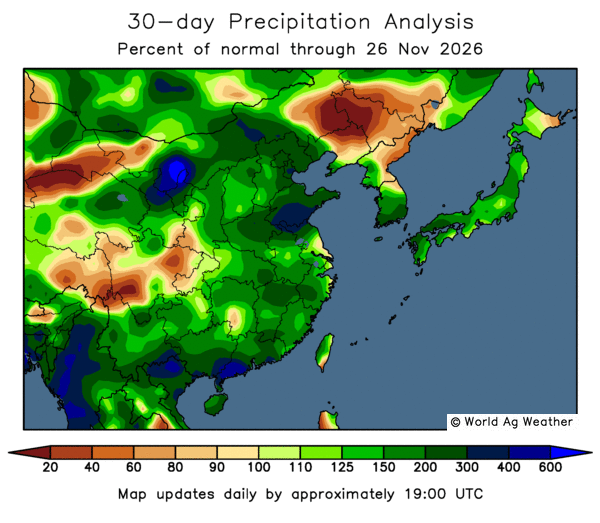 30-day Precipitation Analysis
Percent of normal through 26 Nov 2026
© World Ag Weather
20 40 60 80 90 100 110 125 150 200 300 400 600
Map updates daily by approximately 19:00 UTC